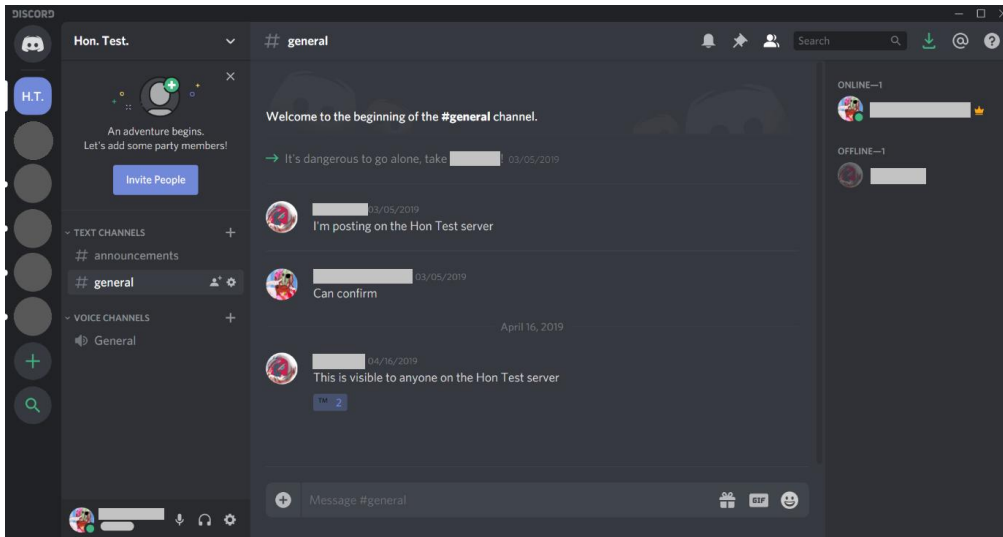 DISCORD
Hon. Test.
# general
Search
H.T.
An adventure begins.
Let's add some party members!
Invite People
TEXT CHANNELS
# announcements
# general
VOICE CHANNELS
General
Welcome to the beginning of the #general channel.
It's dangerous to go alone, take ! 03/05/2019
03/05/2019
I'm posting on the Hon Test server
03/05/2019
Can confirm
April 16, 2019
04/16/2019
This is visible to anyone on the Hon Test server
TM 2
Message #general
GIF
ONLINE—1
OFFLINE—1